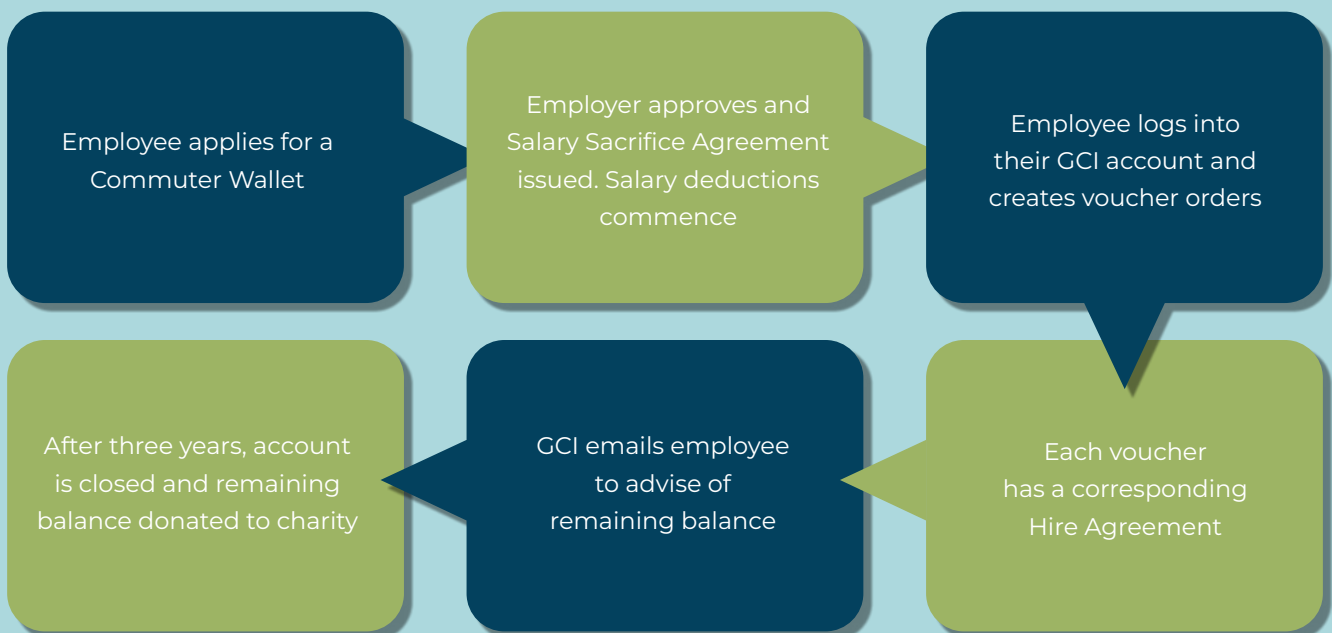 Employee applies for a
Commuter Wallet
Employer approves and
Salary Sacrifice Agreement
issued. Salary deductions
commence
Employee logs into
their GCI account and
creates voucher orders
Each voucher
has a corresponding
Hire Agreement
GCI emails employee
to advise of
remaining balance
After three years, account
is closed and remaining
balance donated to charity